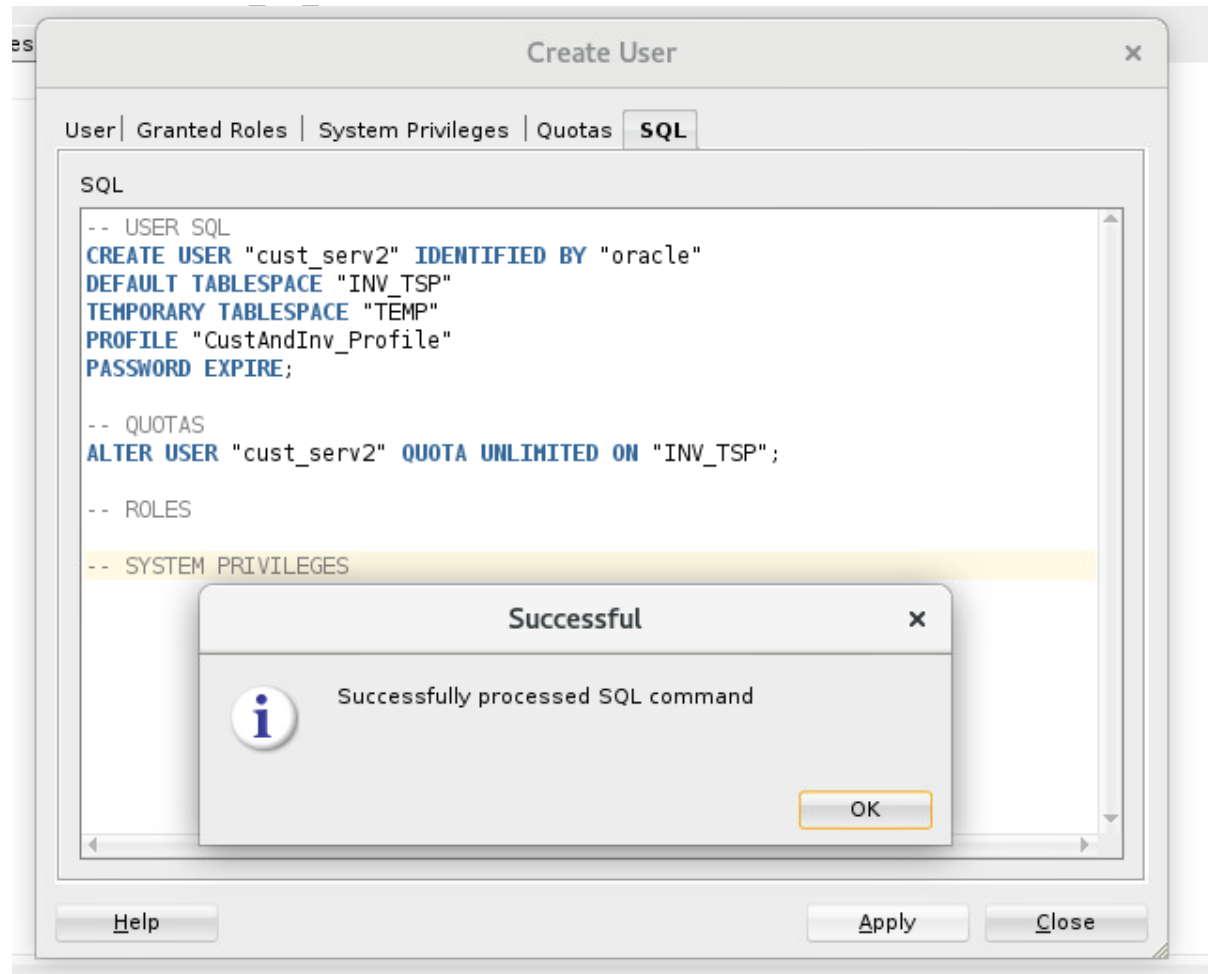 es
Create User
User Granted Roles System Privileges Quotas SQL
SQL
-- USER SQL
CREATE USER "cust_serv2" IDENTIFIED BY "oracle"
DEFAULT TABLESPACE "INV_TSP"
TEMPORARY TABLESPACE "TEMP"
PROFILE "CustAndInv_Profile"
PASSWORD EXPIRE;
-- QUOTAS
ALTER USER "cust_serv2" QUOTA UNLIMITED ON "INV_TSP";
-- ROLES
-- SYSTEM PRIVILEGES
Successful
Successfully processed SQL command
OK
Help Apply Close